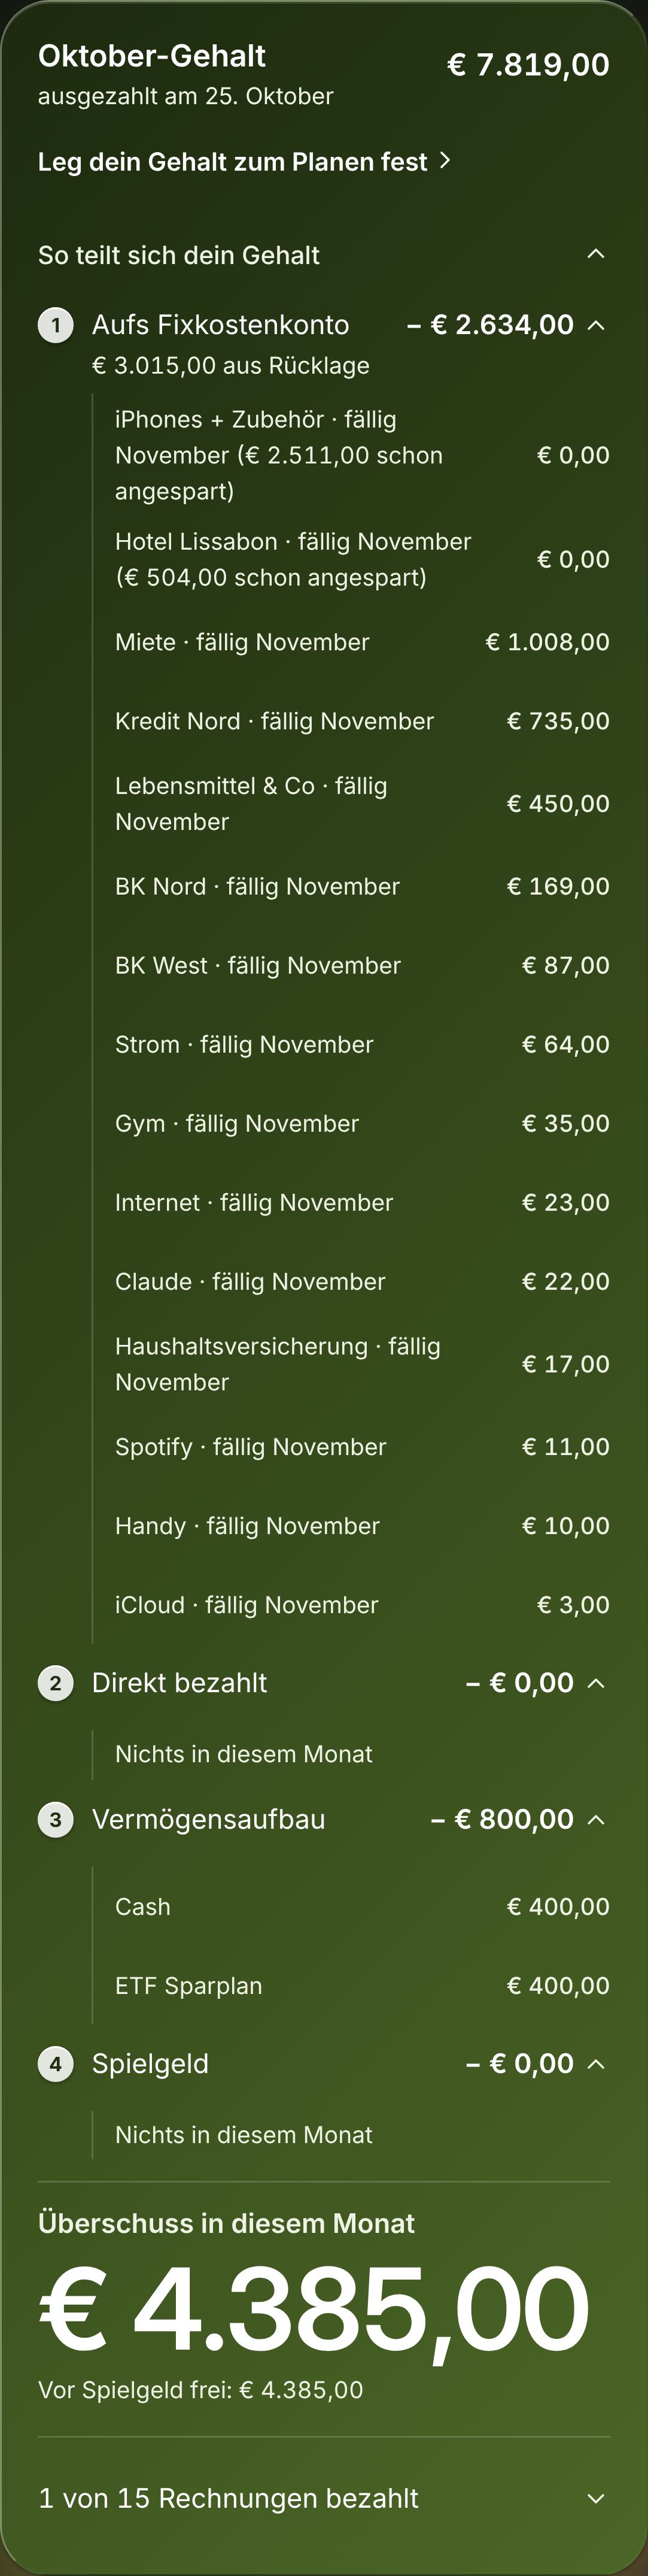 Oktober-Gehalt
€ 7.819,00
ausgezahlt am 25. Oktober
Leg dein Gehalt zum Planen fest
So teilt sich dein Gehalt
1 Aufs Fixkostenkonto – € 2.634,00
€ 3.015,00 aus Rücklage
iPhones + Zubehör · fällig
November (€ 2.511,00 schon
angespart)
€ 0,00
Hotel Lissabon · fällig November
(€ 504,00 schon angespart)
€ 0,00
Miete · fällig November € 1.008,00
Kredit Nord · fällig November € 735,00
Lebensmittel & Co · fällig
November
€ 450,00
BK Nord · fällig November € 169,00
BK West · fällig November € 87,00
Strom · fällig November € 64,00
Gym · fällig November € 35,00
Internet · fällig November € 23,00
Claude · fällig November € 22,00
Haushaltsversicherung · fällig
November
€ 17,00
Spotify · fällig November € 11,00
Handy · fällig November € 10,00
iCloud · fällig November € 3,00
2 Direkt bezahlt – € 0,00
Nichts in diesem Monat
3 Vermögensaufbau – € 800,00
Cash € 400,00
ETF Sparplan € 400,00
4 Spielgeld – € 0,00
Nichts in diesem Monat
Überschuss in diesem Monat
€ 4.385,00
Vor Spielgeld frei: € 4.385,00
1 von 15 Rechnungen bezahlt